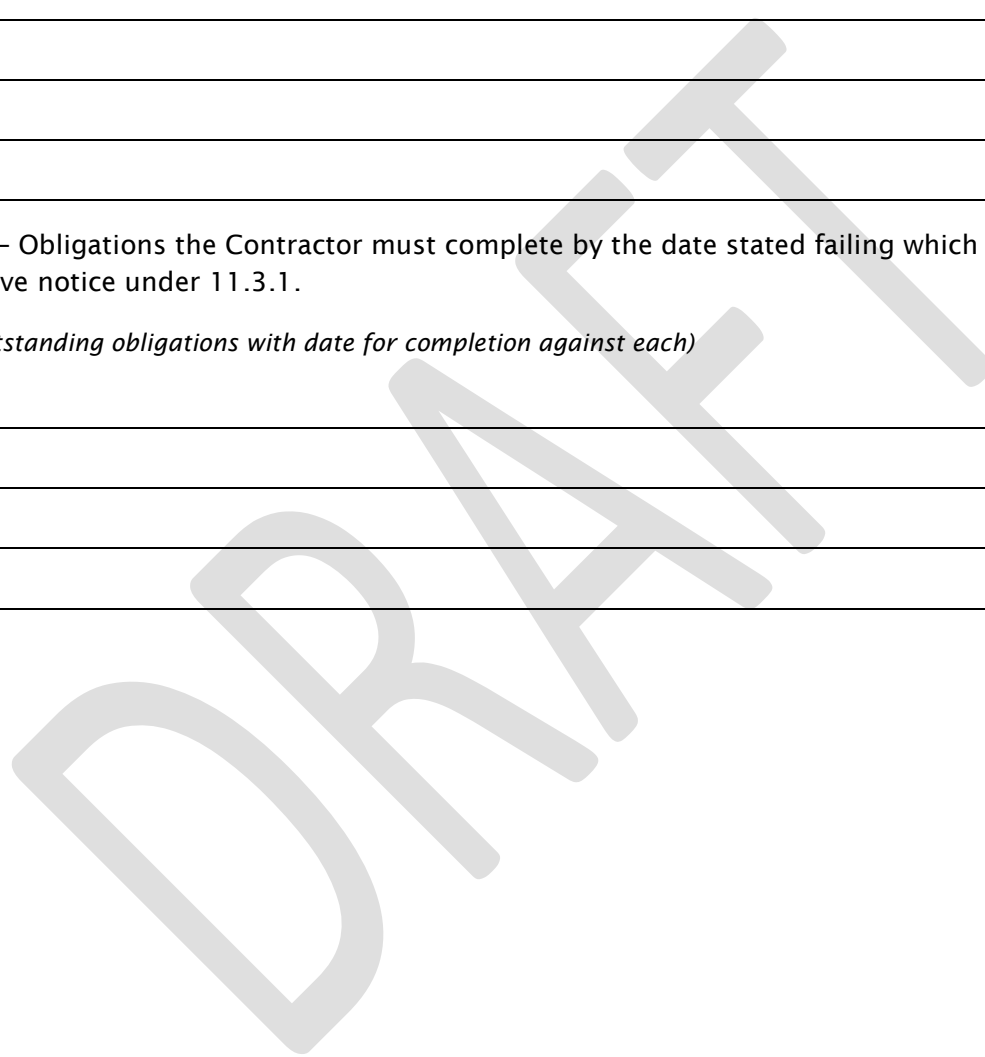 – Obligations the Contractor must complete by the date stated failing which
ve notice under 11.3.1.
tstanding obligations with date for completion against each)
DRAFT